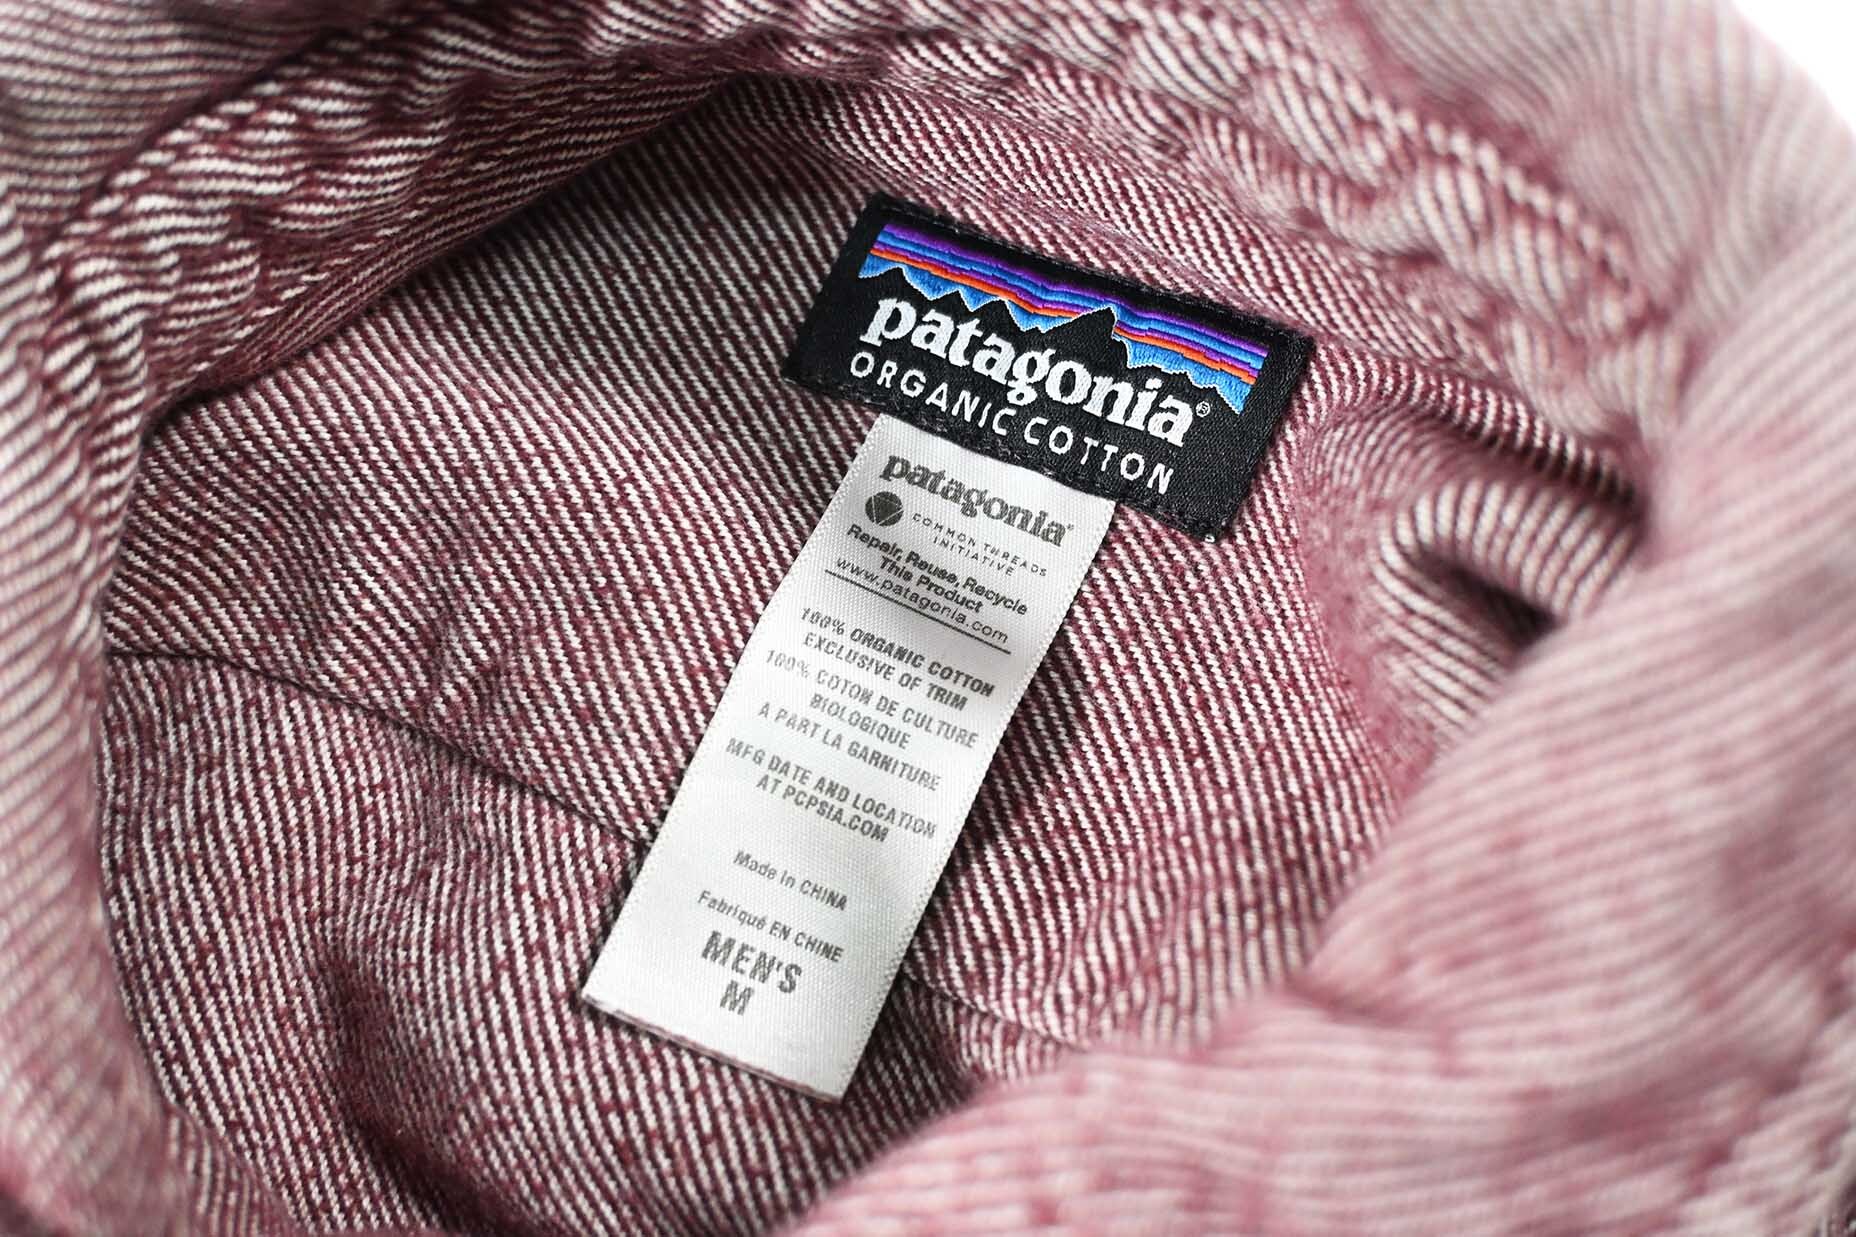 patagonia®
ORGANIC COTTON
patagonia®
COMMON THREADS
INITIATIVE
Repair, Reuse, Recycle
This Product
www.patagonia.com
100% ORGANIC COTTON
EXCLUSIVE OF TRIM
100% COTON DE CULTURE
BIOLOGIQUE
A PART LA GARNITURE
MFG DATE AND LOCATION
AT PCPSIA.COM
Made in CHINA
Fabriqué EN CHINE
MEN'S
M